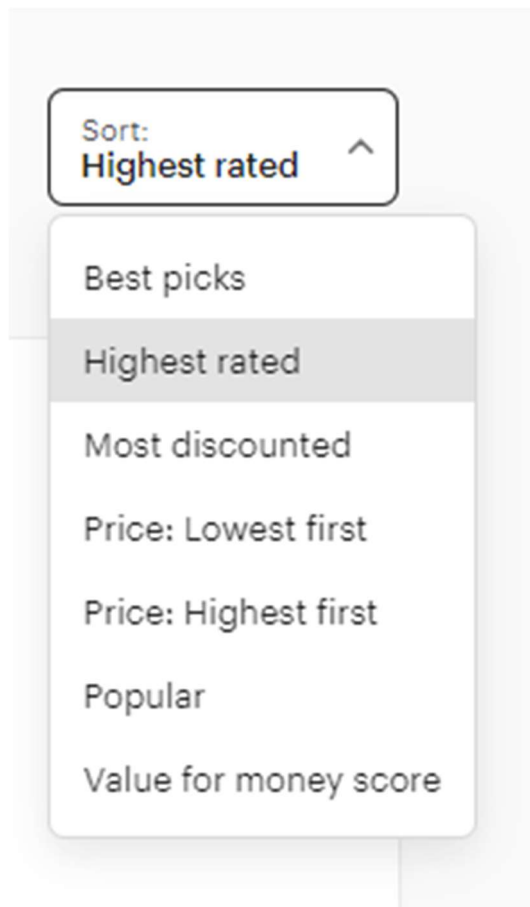 Sort:
Highest rated
Best picks
Highest rated
Most discounted
Price: Lowest first
Price: Highest first
Popular
Value for money score